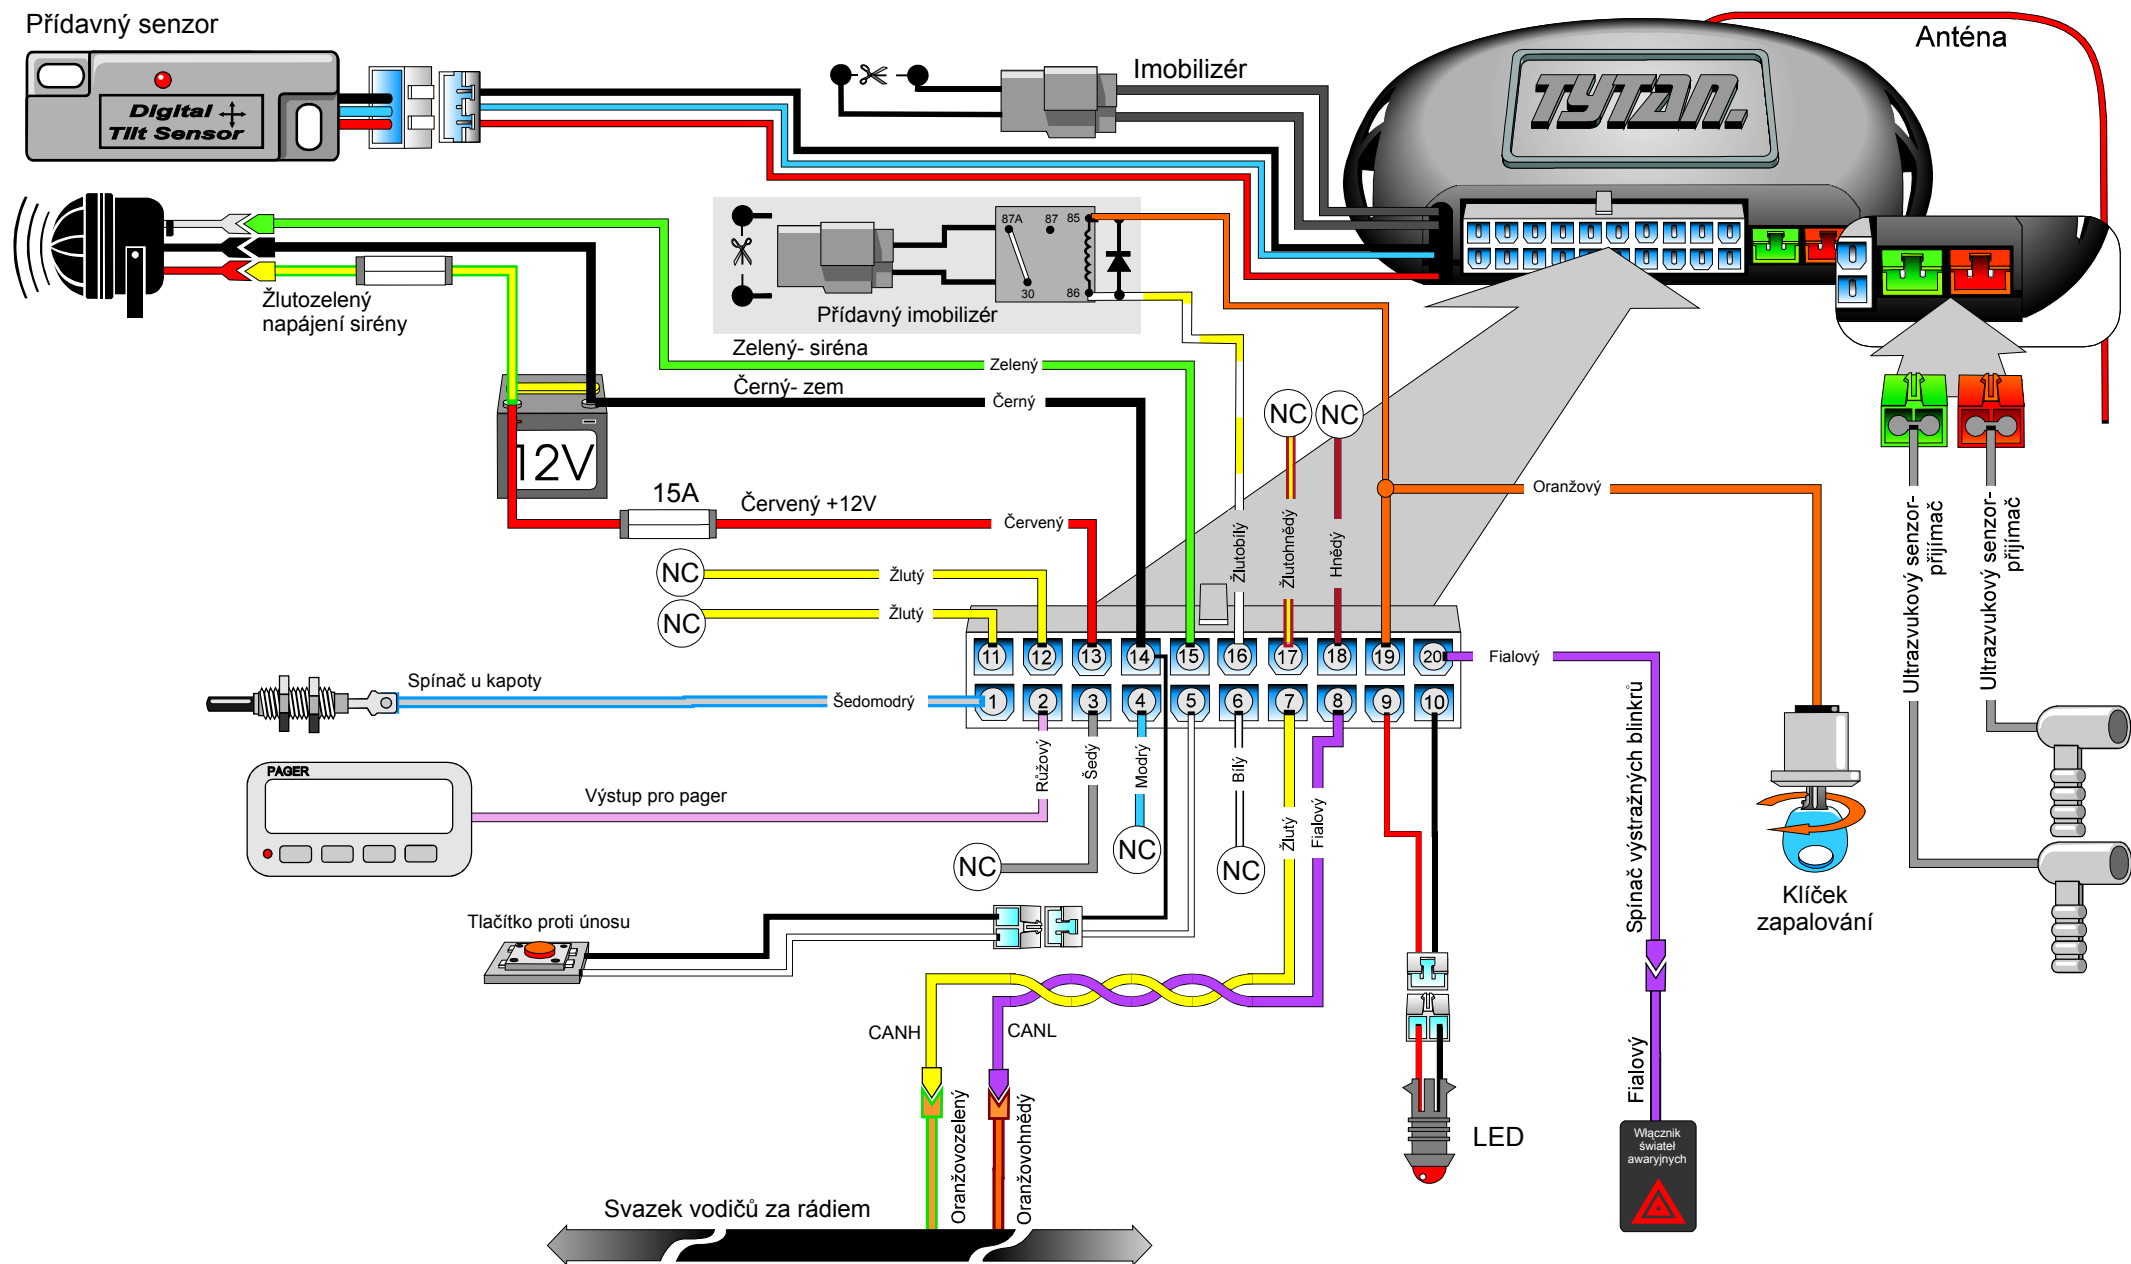 Přídavný senzor
Digital
Tilt Sensor
Imobilizér
TYTAN.
Anténa
87A
87
85
30
86
Přídavný imobilizér
Žlutozelený
napájení sirény
Zelený- siréna
Zelený
Černý- zem
Černý
12V
15A
Červený +12V
Červený
NC
Žlutý
NC
Žlutý
Žlutobílý
NC
Žlutohnědý
NC
Hnědý
Oranžový
Ultrazvukový senzor-
přijímač
Ultrazvukový senzor-
přijímač
11
12
13
14
15
16
17
18
19
20
Fialový
1
2
3
4
5
6
7
8
9
10
Spínač u kapoty
Šedomodrý
PAGER
Výstup pro pager
Růžový
Šedý
Modrý
Bílý
Žlutý
Fialový
NC
NC
NC
Spínač výstražných blinkrů
Klíček
zapalování
Tlačítko proti únosu
CANH
CANL
Oranžovozelený
Oranžovohnědý
LED
Fialový
Włącznik
świateł
awaryjnych
Svazek vodičů za rádiem